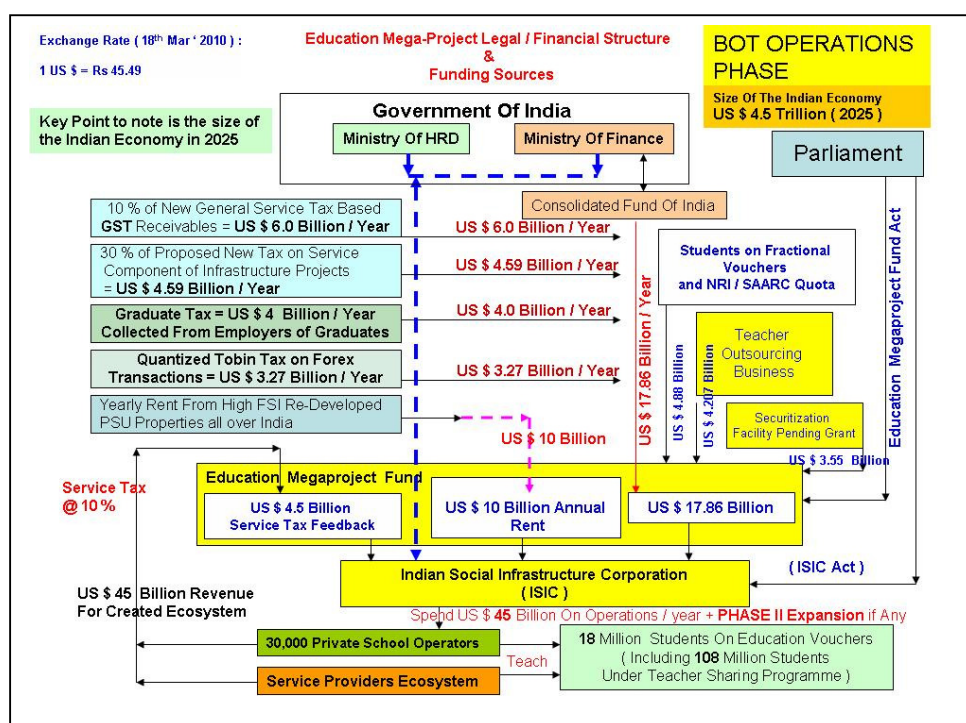 Exchange Rate ( 18th Mar ' 2010 ) :
1 US $ = Rs 45.49
Education Mega-Project Legal / Financial Structure
&
Funding Sources
BOT OPERATIONS
PHASE
Size Of The Indian Economy
US $ 4.5 Trillion ( 2025 )
Key Point to note is the size of
the Indian Economy in 2025
Government Of India
Ministry Of HRD
Ministry Of Finance
Parliament
Consolidated Fund Of India
10 % of New General Service Tax Based
GST Receivables = US $ 6.0 Billion / Year
US $ 6.0 Billion / Year
30 % of Proposed New Tax on Service
Component of Infrastructure Projects
= US $ 4.59 Billion / Year
US $ 4.59 Billion / Year
Graduate Tax = US $ 4 Billion / Year
Collected From Employers of Graduates
US $ 4.0 Billion / Year
Quantized Tobin Tax on Forex
Transactions = US $ 3.27 Billion / Year
US $ 3.27 Billion / Year
Yearly Rent From High FSI Re-Developed
PSU Properties all over India
US $ 10 Billion
US $ 17.86 Billion / Year
Students on Fractional
Vouchers
and NRI / SAARC Quota
US $ 4.88 Billion
US $ 4.207 Billion
Teacher
Outsourcing
Business
Securitization
Facility Pending Grant
US $ 3.55 Billion
Education Megaproject Fund Act
Service Tax
@ 10 %
Education Megaproject Fund
US $ 4.5 Billion
Service Tax Feedback
US $ 10 Billion Annual
Rent
US $ 17.86 Billion
Indian Social Infrastructure Corporation
( ISIC )
( ISIC Act )
US $ 45 Billion Revenue
For Created Ecosystem
Spend US $ 45 Billion On Operations / year + PHASE II Expansion if Any
30,000 Private School Operators
Teach
Service Providers Ecosystem
18 Million Students On Education Vouchers
( Including 108 Million Students
Under Teacher Sharing Programme )